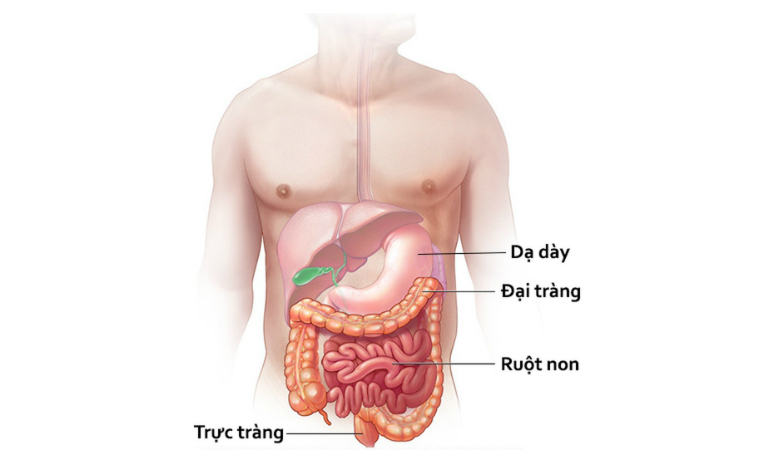 Dạ dày
Đại tràng
Ruột non
Trực tràng